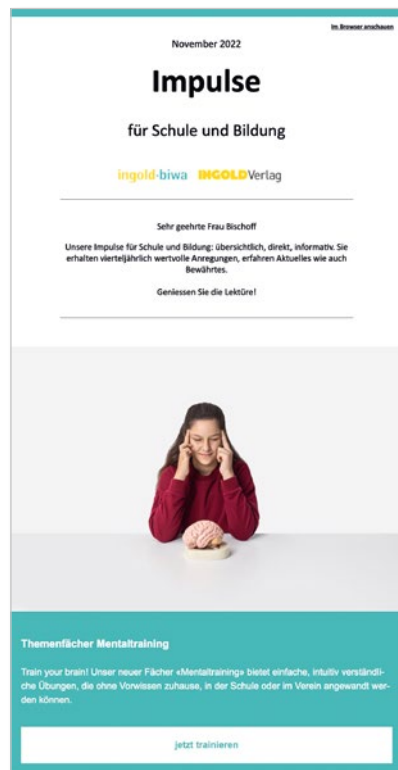 Im Browser anschauen
November 2022
Impulse
für Schule und Bildung
ingold-biwa INGOLDVerlag
Sehr geehrte Frau Bischoff
Unsere Impulse für Schule und Bildung: übersichtlich, direkt, informativ. Sie
erhalten vierteljährlich wertvolle Anregungen, erfahren Aktuelles wie auch
Bewährtes.
Geniessen Sie die Lektüre!
Themenfächer Mentaltraining
Train your brain! Unser neuer Fächer «Mentaltraining» bietet einfache, intuitiv verständli-
che Übungen, die ohne Vorwissen zuhause, in der Schule oder im Verein angewandt wer-
den können.
jetzt trainieren